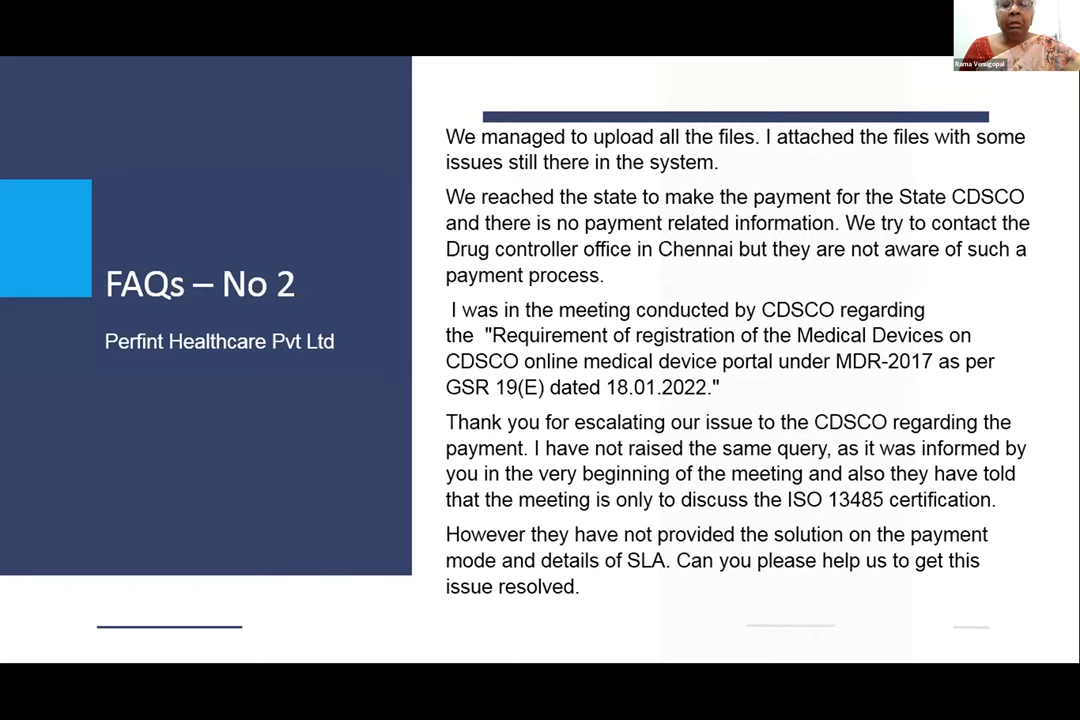 Rama Venugopal
FAQs – No 2
Perfint Healthcare Pvt Ltd
We managed to upload all the files. I attached the files with some
issues still there in the system.
We reached the state to make the payment for the State CDSCO
and there is no payment related information. We try to contact the
Drug controller office in Chennai but they are not aware of such a
payment process.
I was in the meeting conducted by CDSCO regarding
the "Requirement of registration of the Medical Devices on
CDSCO online medical device portal under MDR-2017 as per
GSR 19(E) dated 18.01.2022."
Thank you for escalating our issue to the CDSCO regarding the
payment. I have not raised the same query, as it was informed by
you in the very beginning of the meeting and also they have told
that the meeting is only to discuss the ISO 13485 certification.
However they have not provided the solution on the payment
mode and details of SLA. Can you please help us to get this
issue resolved.